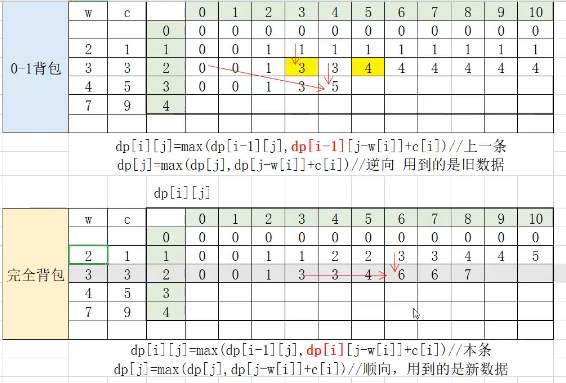 w c 0 1 2 3 4 5 6 7 8 9 10
0 0 0 0 0 0 0 0 0 0 0 0
2 1 1 0 0 1 1 1 1 1 1 1 1 1
0-1背包 3 3 2 0 0 1 3 3 4 4 4 4 4 4
4 5 3 0 0 1 3 5
7 9 4
dp[i][j]=max(dp[i-1][j],dp[i-1][j-w[i]]+c[i])//上一条
dp[j]=max(dp[j],dp[j-w[i]]+c[i])//逆向 用到的是旧数据
dp[i][j]
w c 0 1 2 3 4 5 6 7 8 9 10
0 0 0 0 0 0 0 0 0 0 0 0
2 1 1 0 0 1 1 2 2 3 3 4 4 5
完全背包 3 3 2 0 0 1 3 3 4 6 6 7
4 5 3
7 9 4
dp[i][j]=max(dp[i-1][j],dp[i][j-w[i]]+c[i])//本条
dp[j]=max(dp[j],dp[j-w[i]]+c[i])//顺向，用到的是新数据